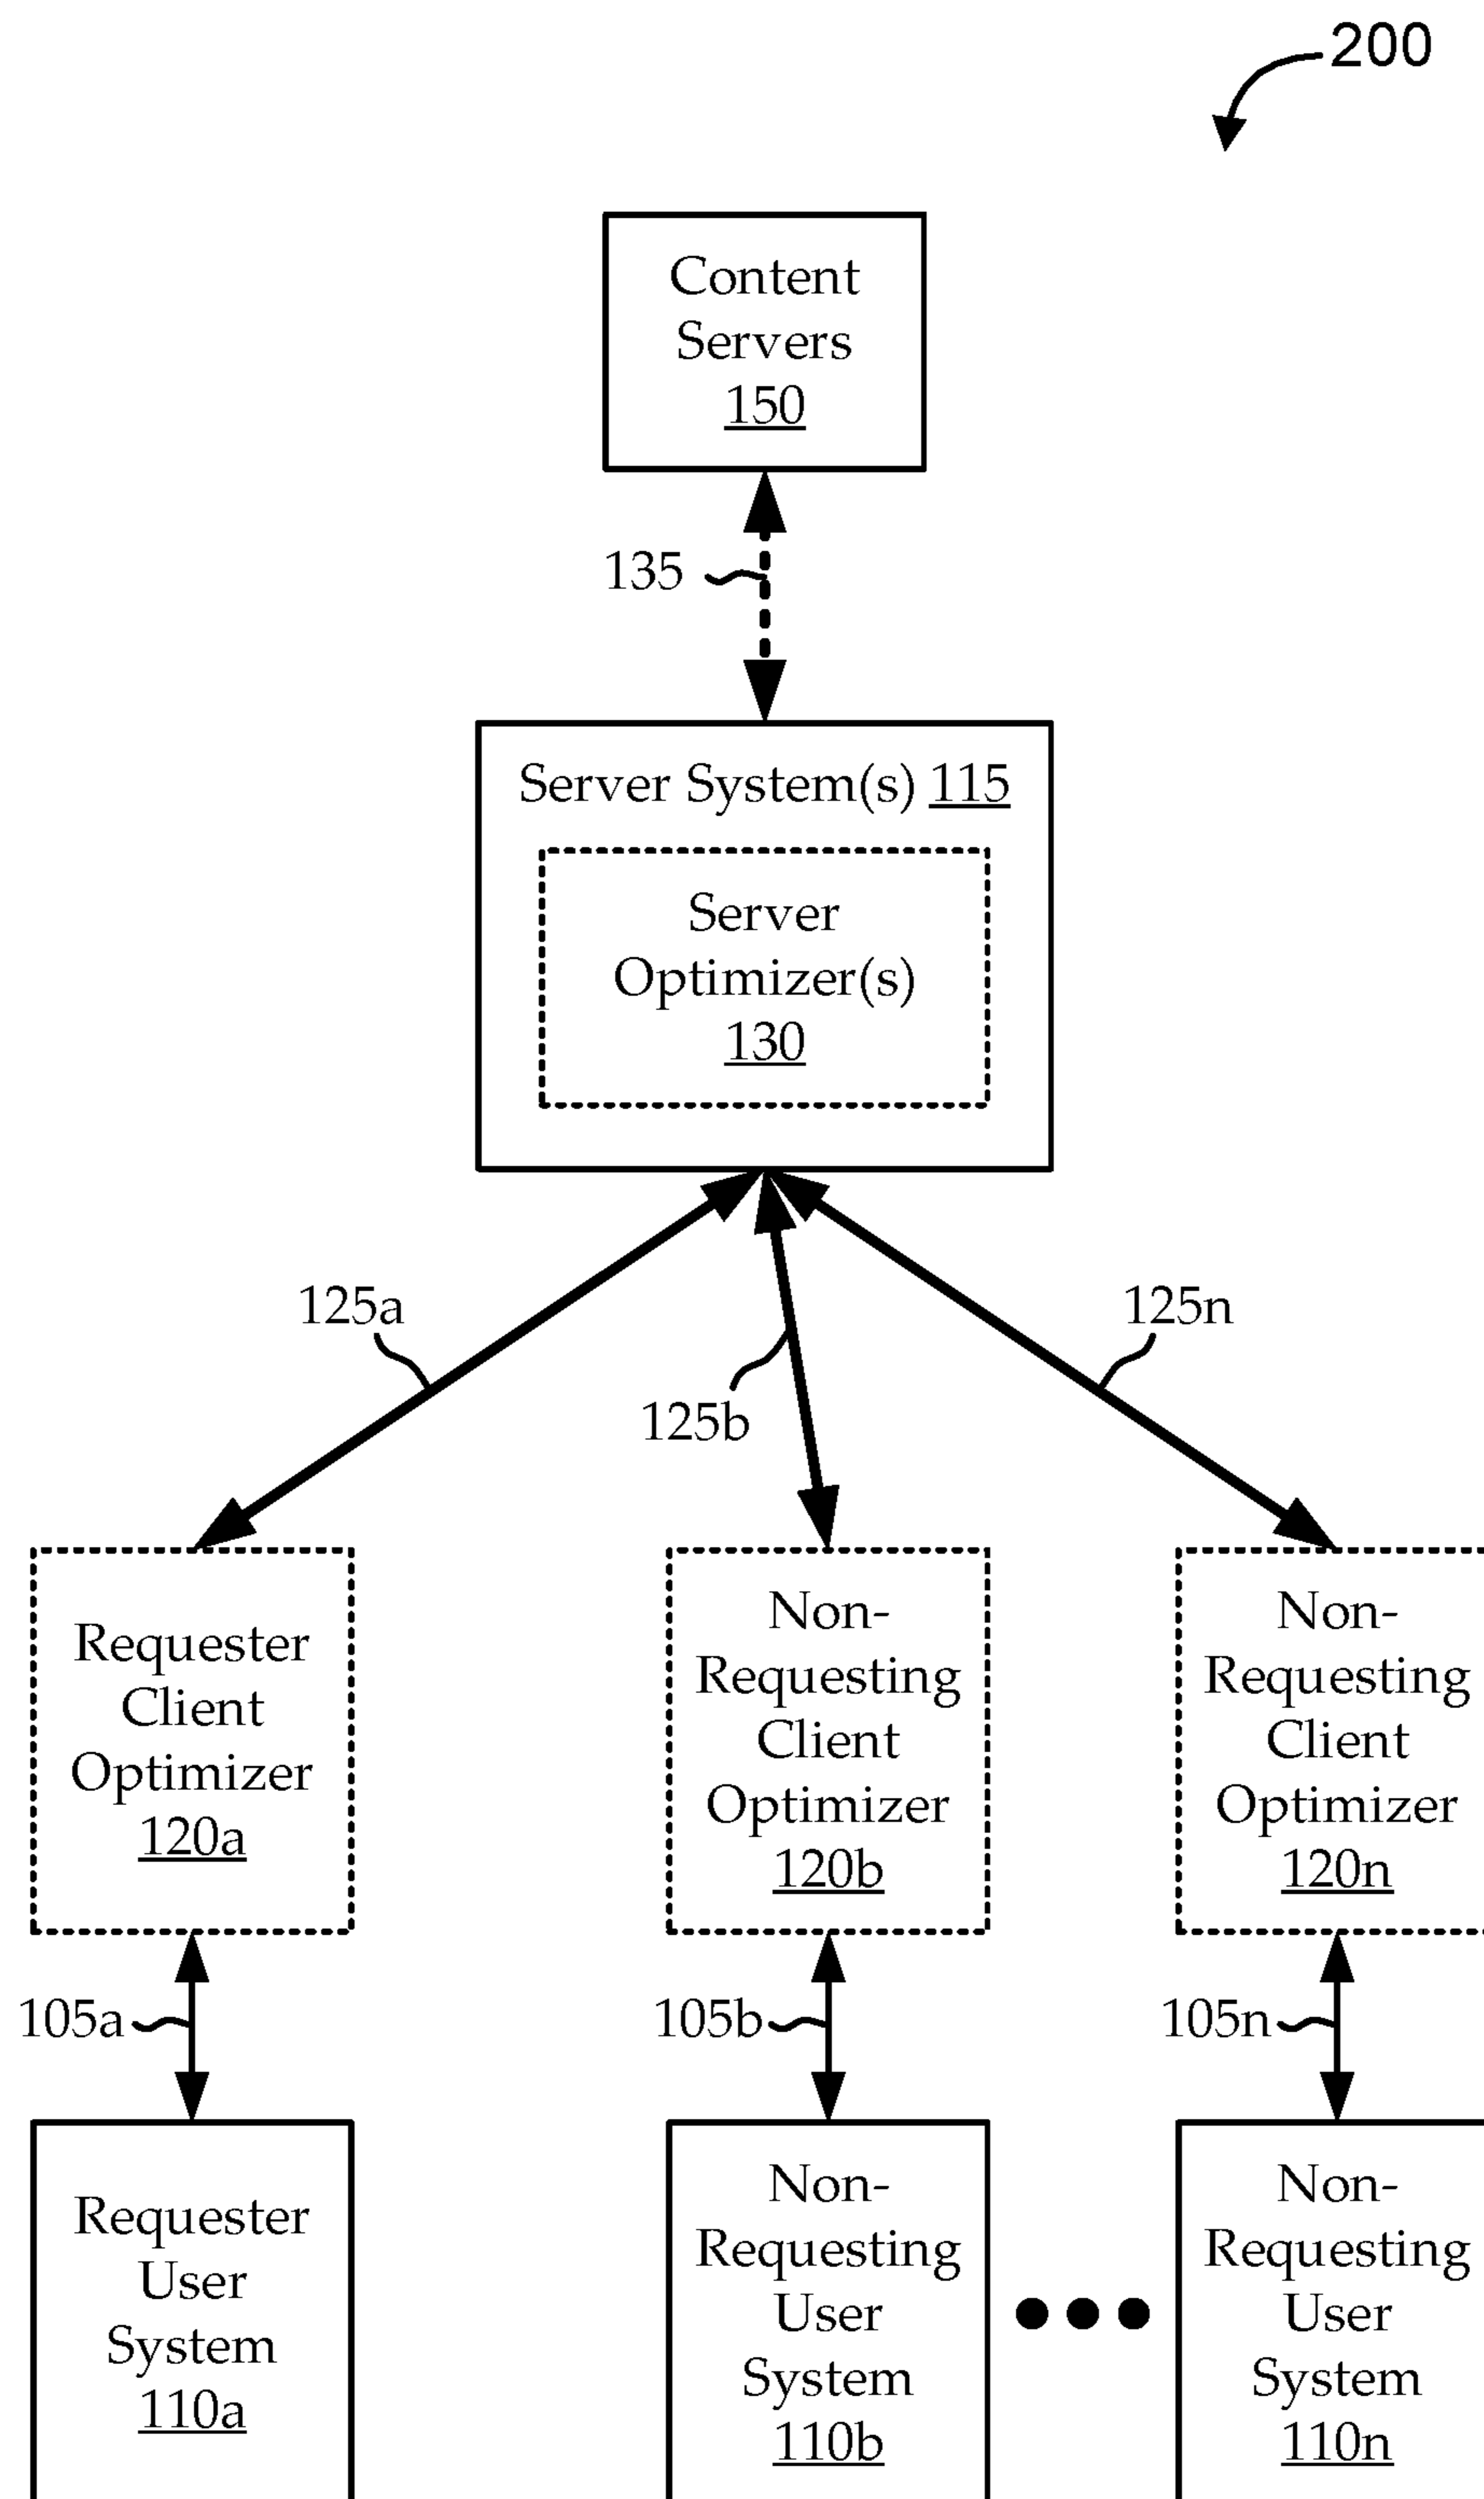 200
Content
Servers
150
135
Server System(s) 115
Server
Optimizer(s)
130
125a
125n
125b
Requester
Client
Optimizer
120a
Non-
Requesting
Client
Optimizer
120b
Non-
Requesting
Client
Optimizer
120n
105a
105b
105n
Requester
User
System
110a
Non-
Requesting
User
System
110b
Non-
Requesting
User
System
110n